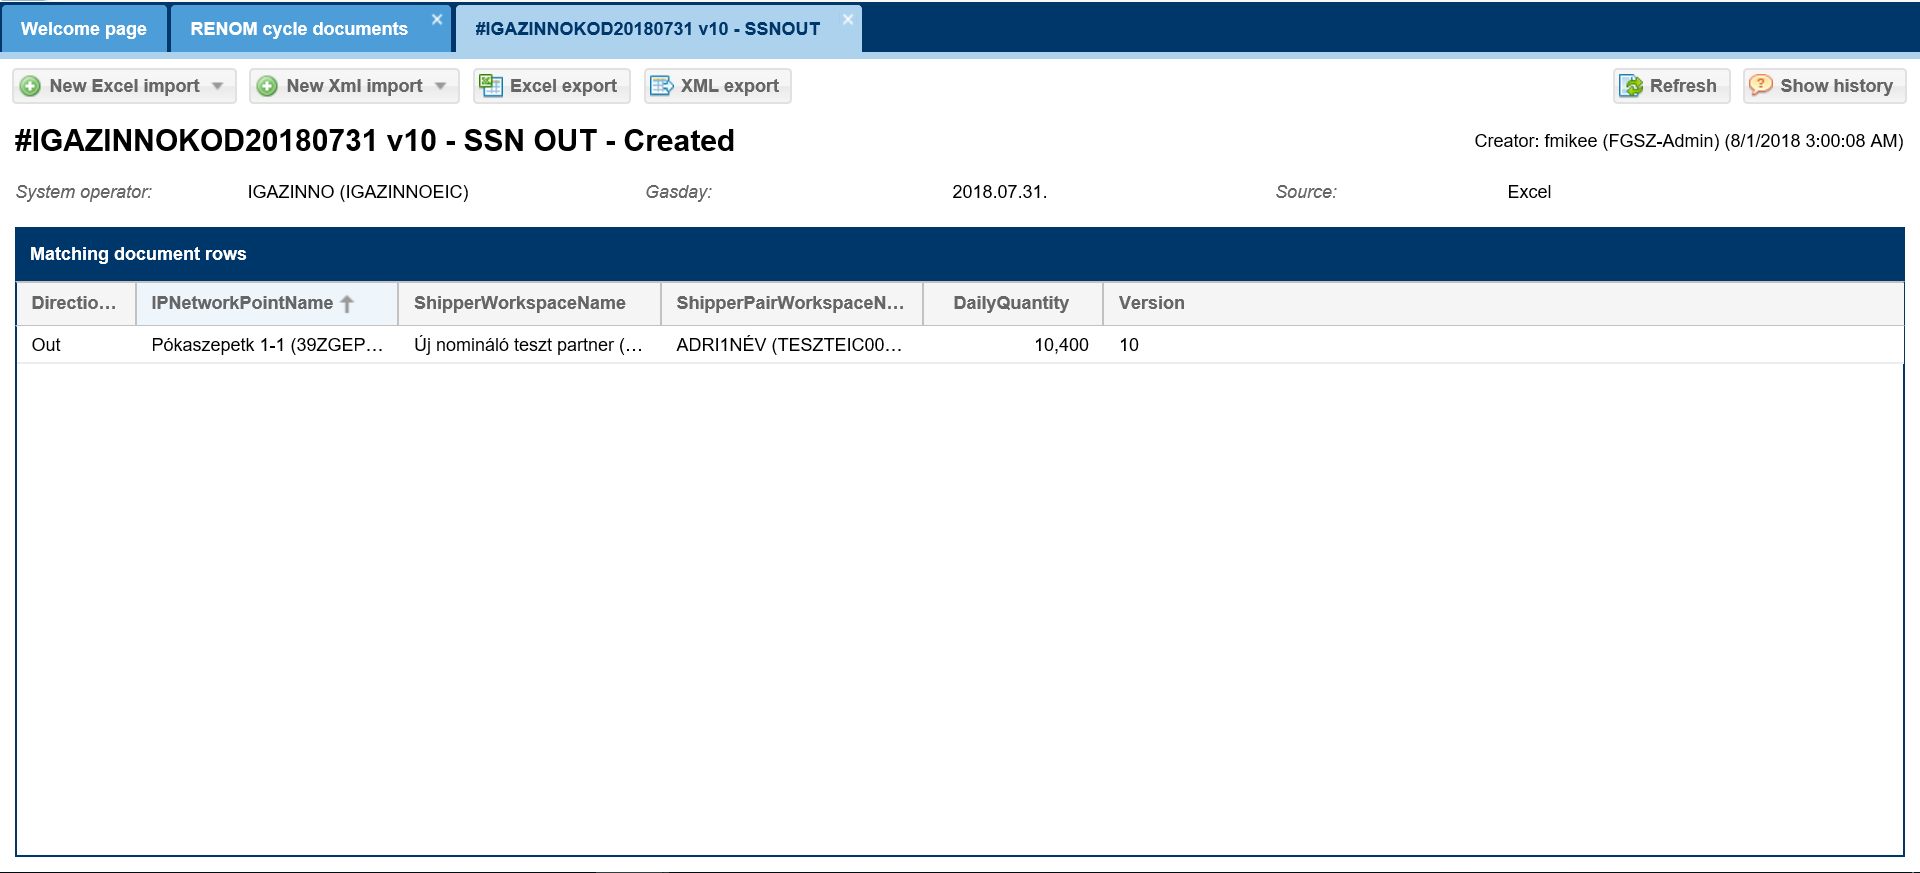 Welcome page RENOM cycle documents #IGAZINNOKOD20180731 v10 - SSNOUT
New Excel import New Xml import Excel export XML export Refresh Show history
#IGAZINNOKOD20180731 v10 - SSN OUT - Created Creator: fmikee (FGSZ-Admin) (8/1/2018 3:00:08 AM)
System operator: IGAZINNO (IGAZINNOEIC) Gasday: 2018.07.31. Source: Excel
Matching document rows
Directio... IPNetworkPointName ShipperWorkspaceName ShipperPairWorkspaceN... DailyQuantity Version
Out Pókaszepetk 1-1 (39ZGEP... Új nomináló teszt partner (... ADRI1NÉV (TESZTEIC00... 10,400 10